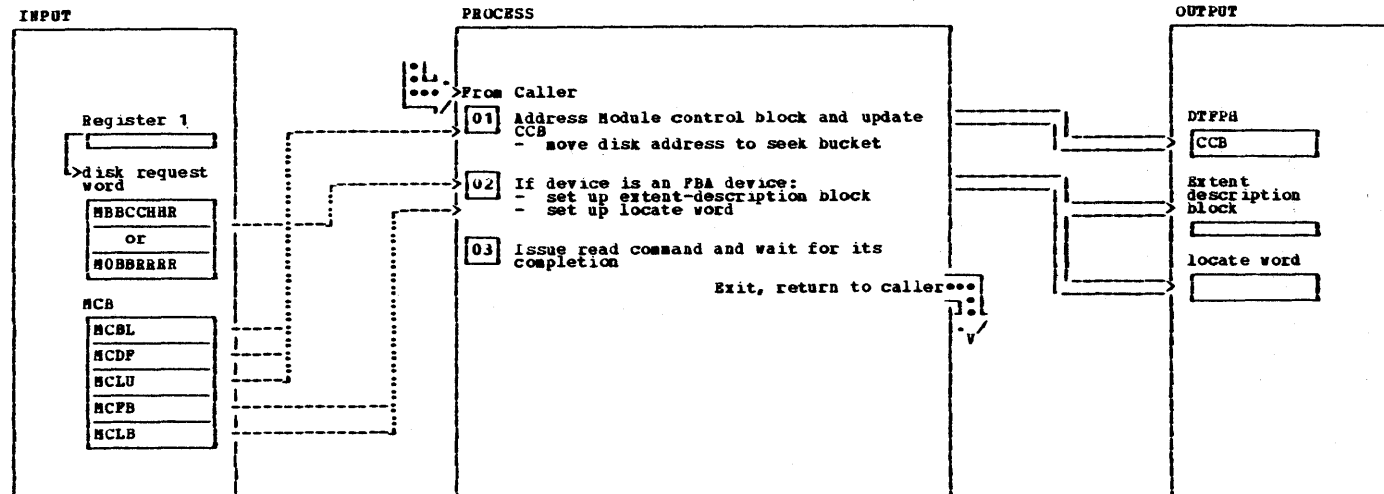 INPUT
PROCESS
OUTPUT
From Caller
Register 1
disk request
word
MBBCCHHR
or
M0BBRRRR
MCB
MCBL
MCDF
MCLU
MCFB
MCLB
01 Address Module control block and update
CCB
- move disk address to seek bucket
02 If device is an FBA device:
- set up extent-description block
- set up locate word
03 Issue read command and wait for its
completion
Exit, return to caller
DTFPH
CCB
Extent
description
block
locate word